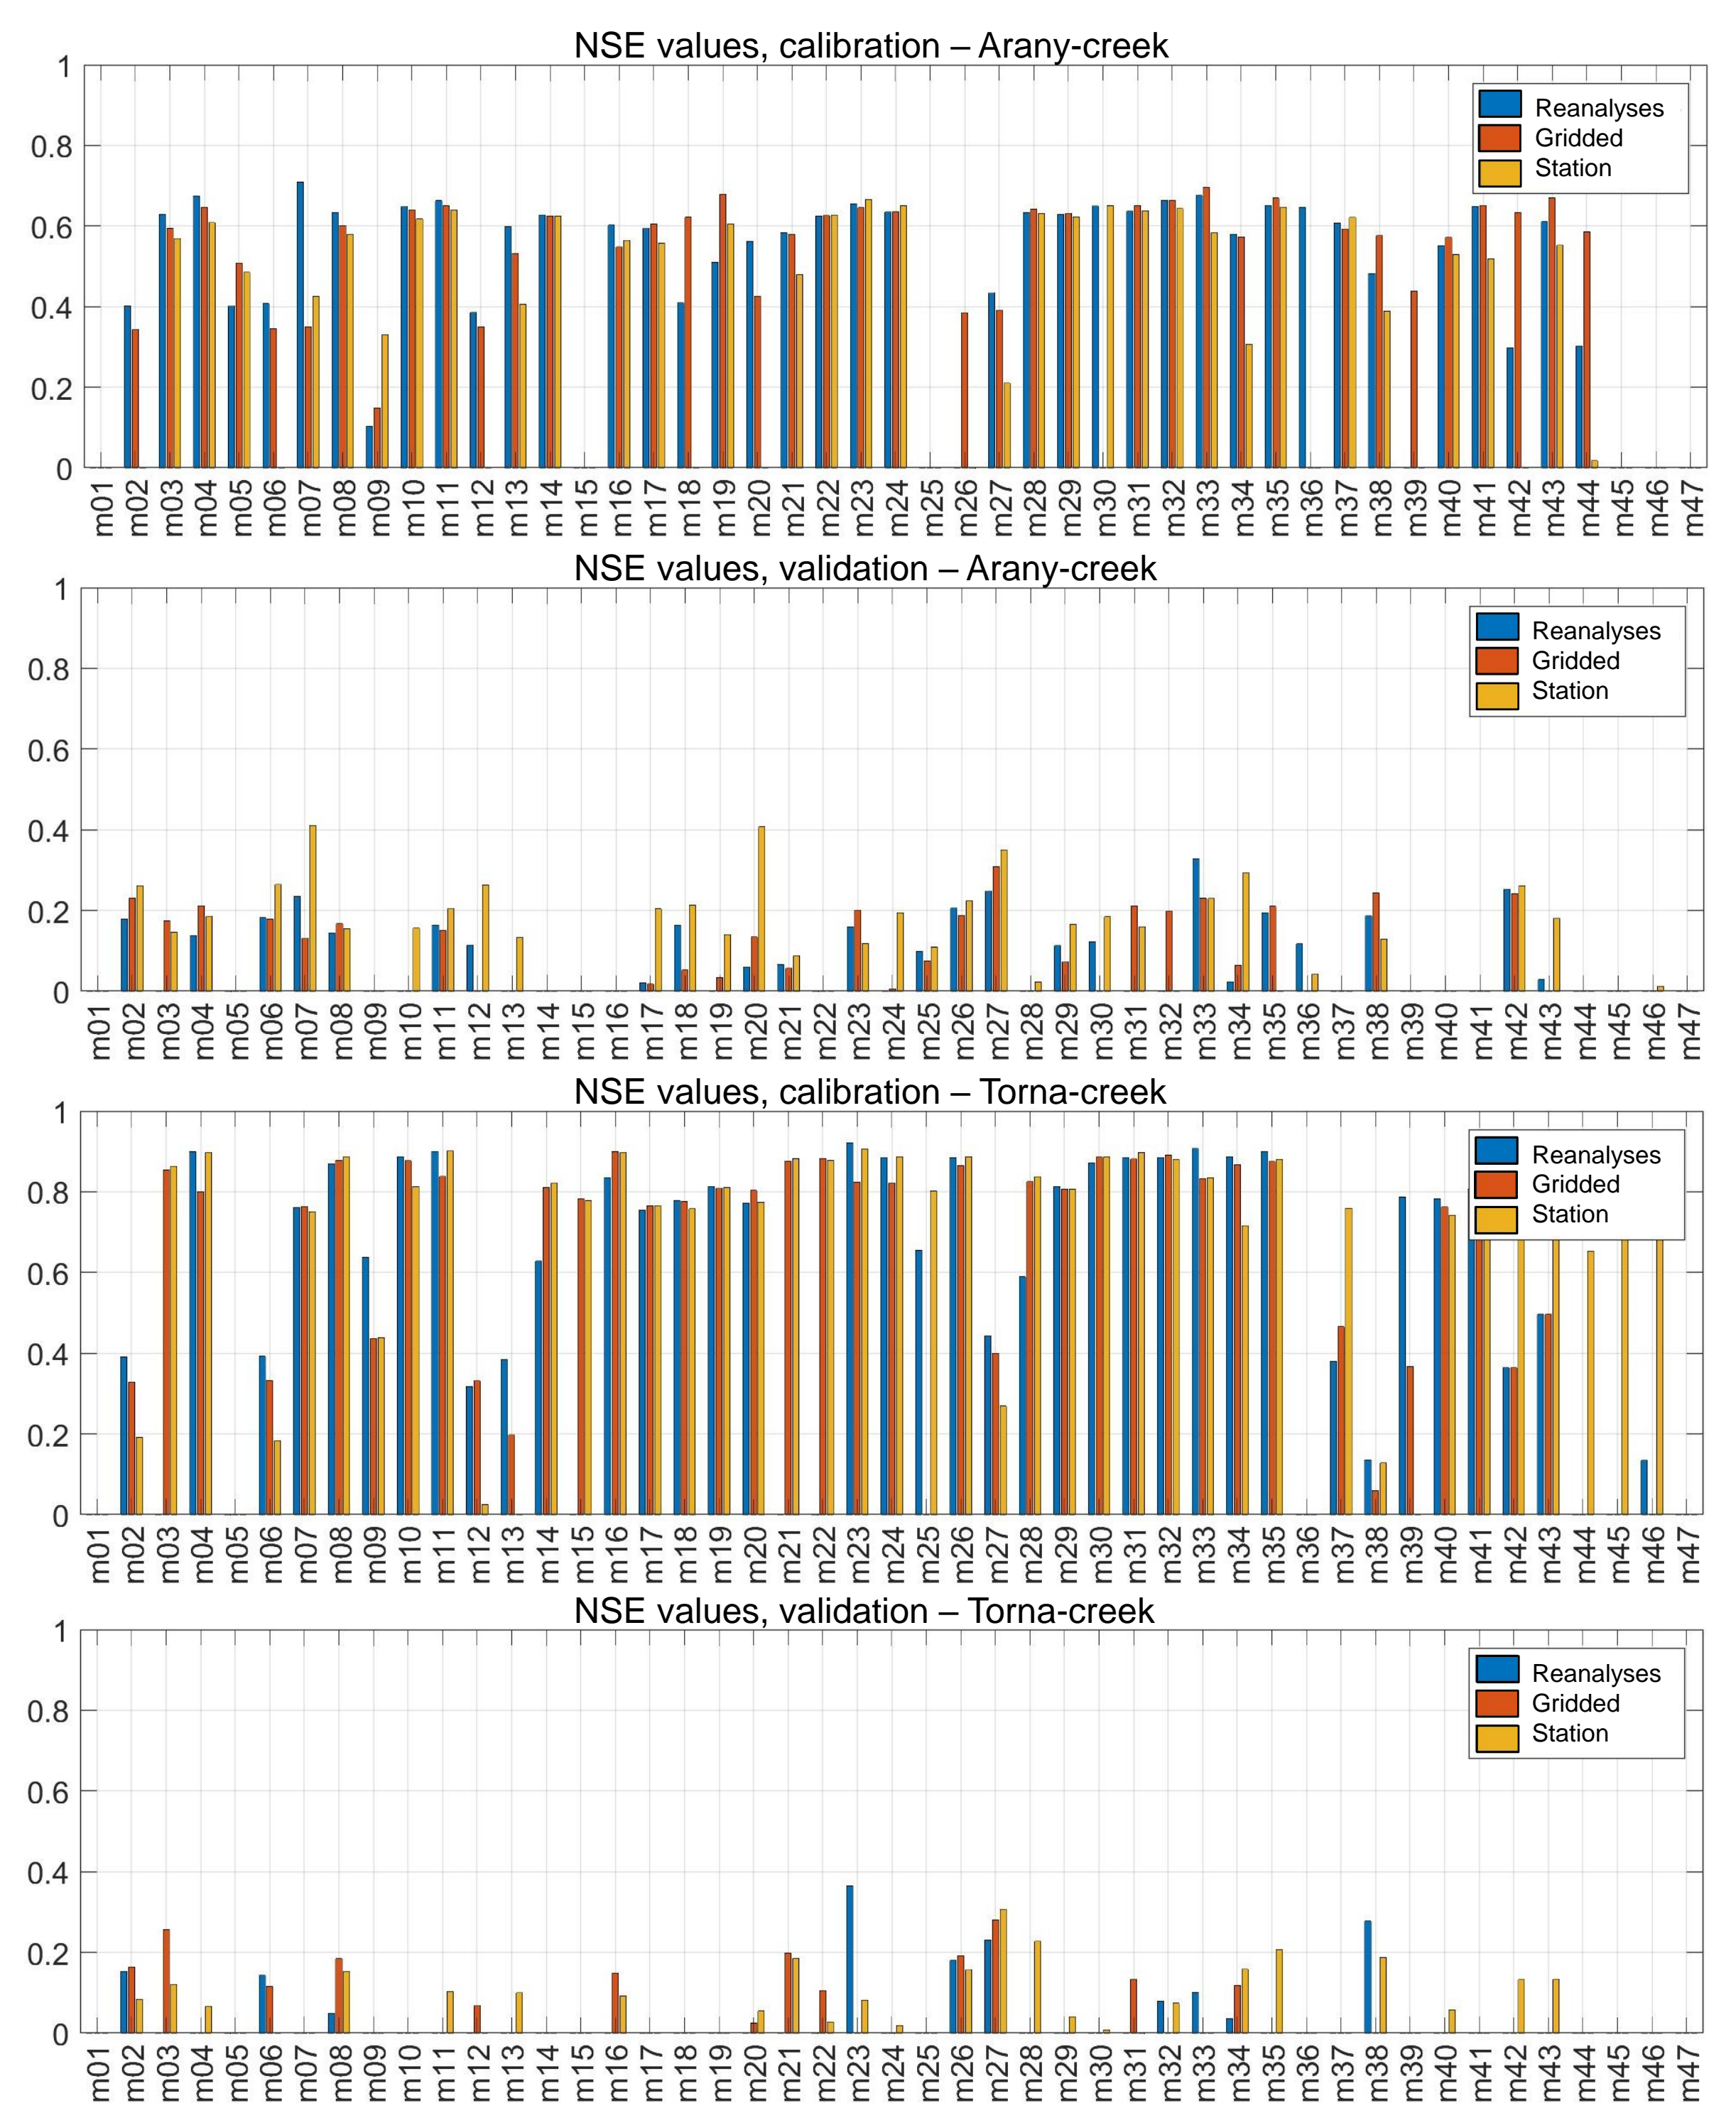 NSE values, calibration – Arany-creek
1
0.8
0.6
0.4
0.2
0
Reanalyses
Gridded
Station
m01 m02 m03 m04 m05 m06 m07 m08 m09 m10 m11 m12 m13 m14 m15 m16 m17 m18 m19 m20 m21 m22 m23 m24 m25 m26 m27 m28 m29 m30 m31 m32 m33 m34 m35 m36 m37 m38 m39 m40 m41 m42 m43 m44 m45 m46 m47
NSE values, validation – Arany-creek
1
0.8
0.6
0.4
0.2
0
Reanalyses
Gridded
Station
m01 m02 m03 m04 m05 m06 m07 m08 m09 m10 m11 m12 m13 m14 m15 m16 m17 m18 m19 m20 m21 m22 m23 m24 m25 m26 m27 m28 m29 m30 m31 m32 m33 m34 m35 m36 m37 m38 m39 m40 m41 m42 m43 m44 m45 m46 m47
NSE values, calibration – Torna-creek
1
0.8
0.6
0.4
0.2
0
Reanalyses
Gridded
Station
m01 m02 m03 m04 m05 m06 m07 m08 m09 m10 m11 m12 m13 m14 m15 m16 m17 m18 m19 m20 m21 m22 m23 m24 m25 m26 m27 m28 m29 m30 m31 m32 m33 m34 m35 m36 m37 m38 m39 m40 m41 m42 m43 m44 m45 m46 m47
NSE values, validation – Torna-creek
1
0.8
0.6
0.4
0.2
0
Reanalyses
Gridded
Station
m01 m02 m03 m04 m05 m06 m07 m08 m09 m10 m11 m12 m13 m14 m15 m16 m17 m18 m19 m20 m21 m22 m23 m24 m25 m26 m27 m28 m29 m30 m31 m32 m33 m34 m35 m36 m37 m38 m39 m40 m41 m42 m43 m44 m45 m46 m47